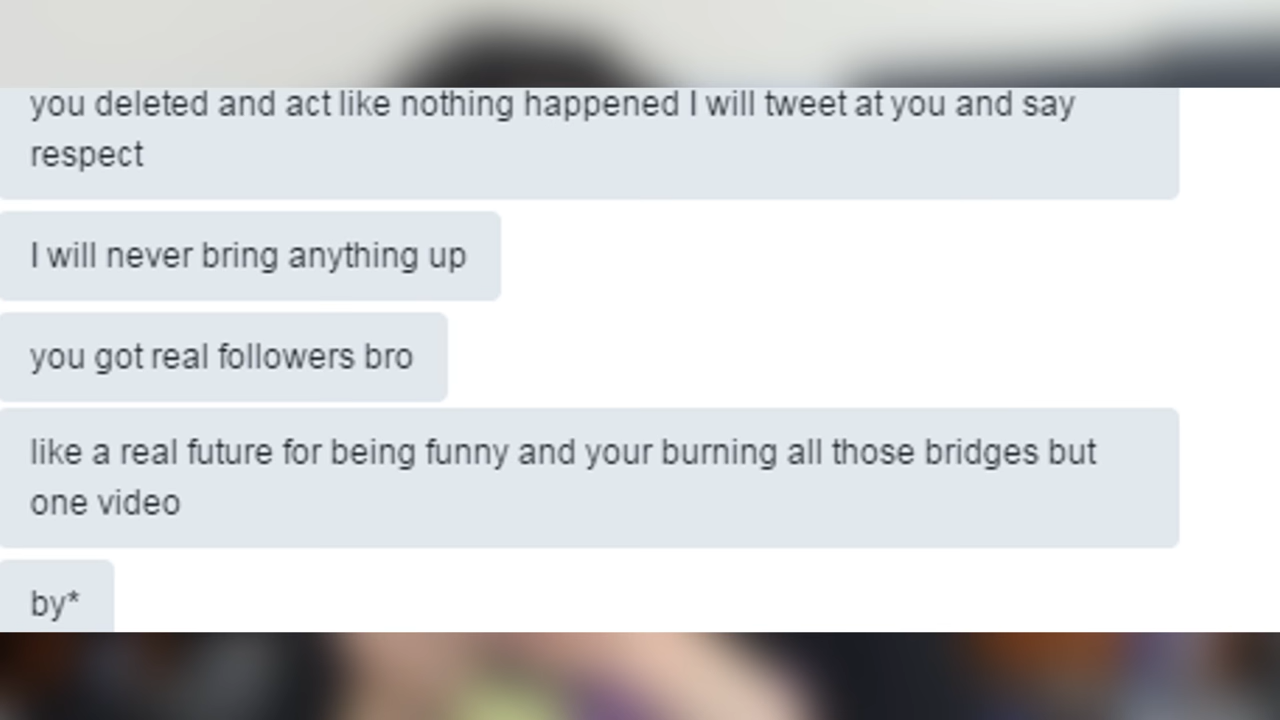 you deleted and act like nothing happened I will tweet at you and say
respect
I will never bring anything up
you got real followers bro
like a real future for being funny and your burning all those bridges but
one video
by*